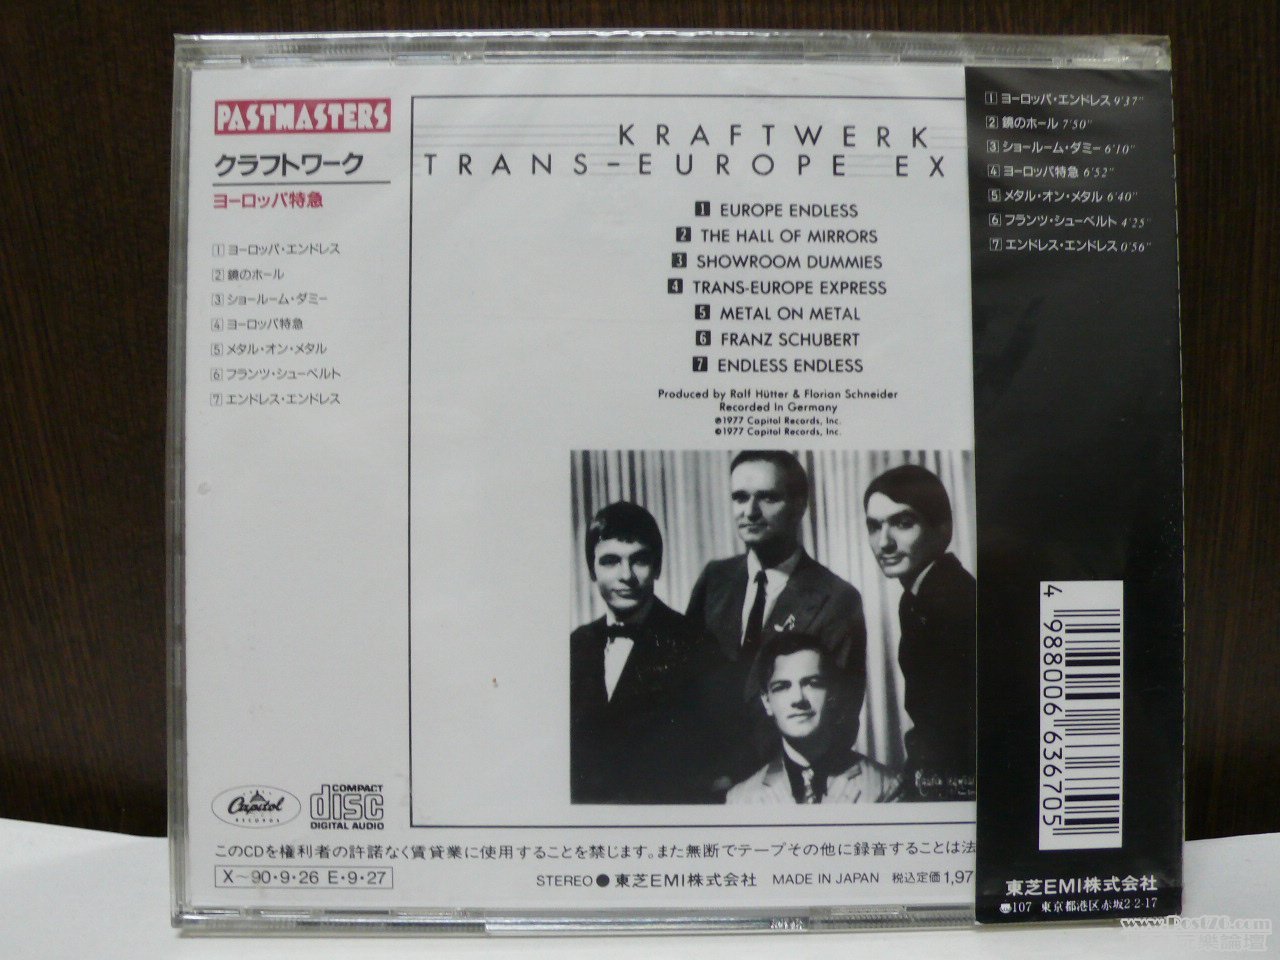 PASTMASTERS
クラフトワーク
ヨーロッパ特急
1 ヨーロッパ・エンドレス
2 鏡のホール
3 ショールーム・ダミー
4 ヨーロッパ特急
5 メタル・オン・メタル
6 フランツ・シューベルト
7 エンドレス・エンドレス
KRAFTWERK
TRANS-EUROPE EX
1 EUROPE ENDLESS
2 THE HALL OF MIRRORS
3 SHOWROOM DUMMIES
4 TRANS-EUROPE EXPRESS
5 METAL ON METAL
6 FRANZ SCHUBERT
7 ENDLESS ENDLESS
Produced by Ralf Hütter & Florian Schneider
Recorded In Germany
℗1977 Capitol Records, Inc.
©1977 Capitol Records, Inc.
Capitol
RECORDS
COMPACT
disc
DIGITAL AUDIO
このCDを権利者の許諾なく賃貸業に使用することを禁じます。また無断でテープその他に録音することは法
X〜90・9・26 E・9・27
STEREO ● 東芝EMI株式会社 MADE IN JAPAN 税込定価1,97
1 ヨーロッパ・エンドレス 9'37"
2 鏡のホール 7'50"
3 ショールーム・ダミー 6'10"
4 ヨーロッパ特急 6'52"
5 メタル・オン・メタル 6'40"
6 フランツ・シューベルト 4'25"
7 エンドレス・エンドレス 0'56"
4 988006 636705
東芝EMI株式会社
107 東京都港区赤坂2-2-17
www.Post76.com
玩樂論壇